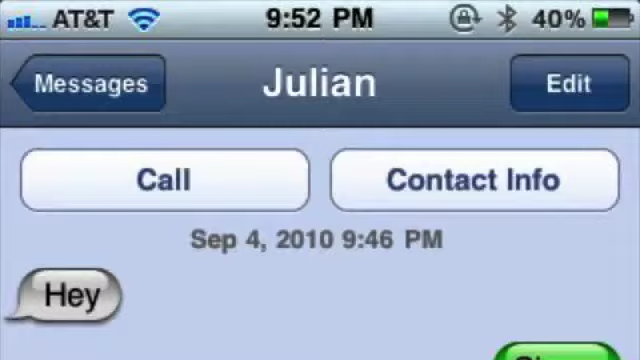 AT&T 9:52 PM 40%
Messages Julian Edit
Call Contact Info
Sep 4, 2010 9:46 PM
Hey